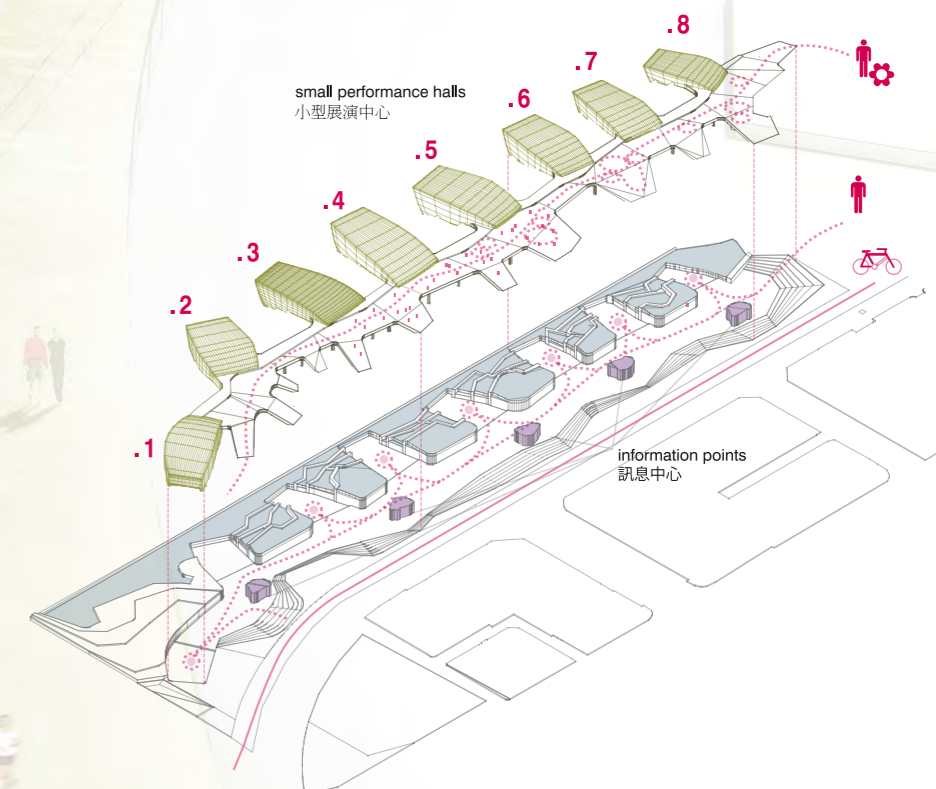 .8
.7
small performance halls
小型展演中心
.6
.5
.4
.3
.2
.1
information points
訊息中心